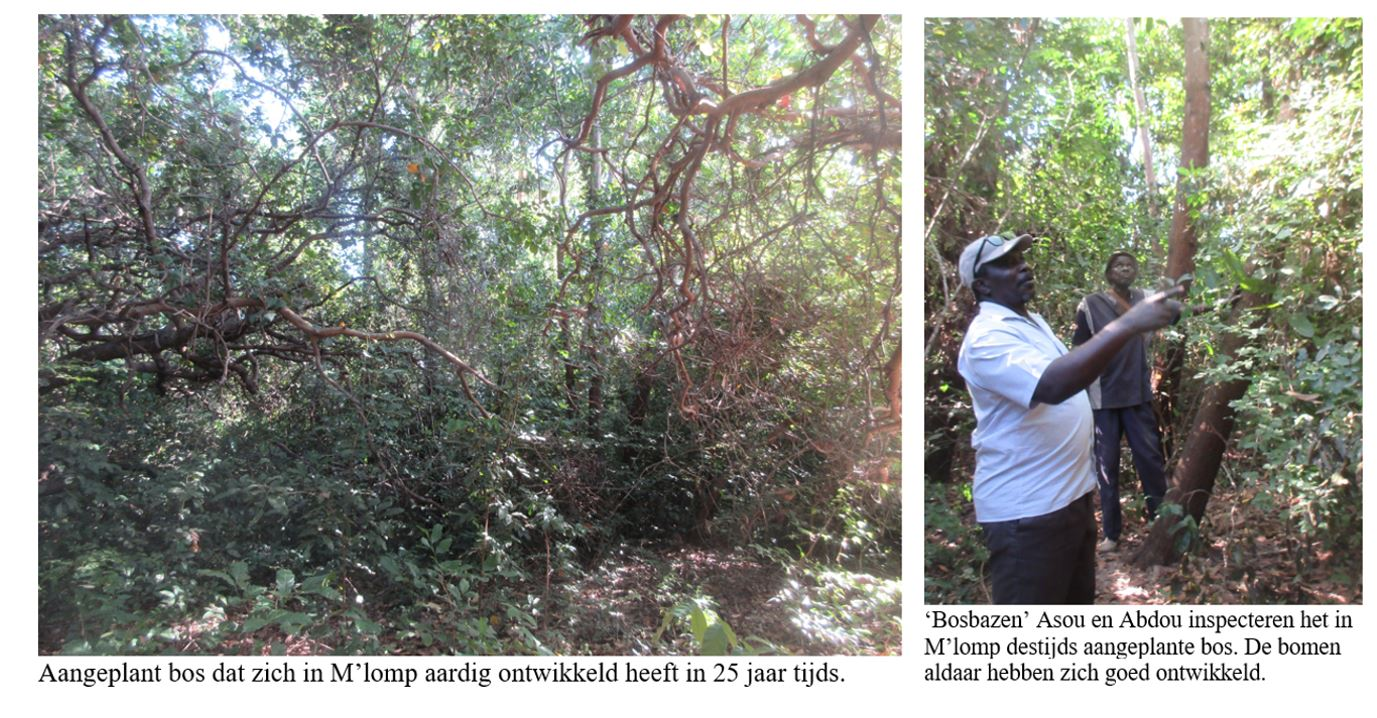 Aangeplant bos dat zich in M’lomp aardig ontwikkeld heeft in 25 jaar tijds.
‘Bosbazen’ Asou en Abdou inspecteren het in
M’lomp destijds aangeplante bos. De bomen
aldaar hebben zich goed ontwikkeld.